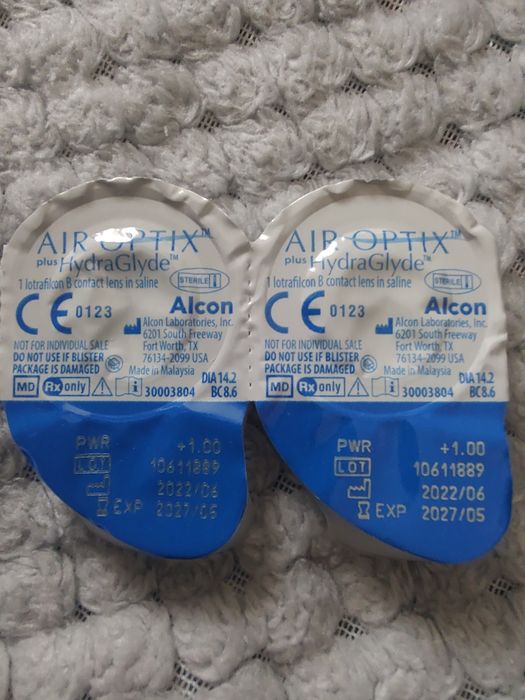 AIR OPTIX™
plus HydraGlyde™
STERILE
1 lotrafilcon B contact lens in saline
CE 0123
Alcon
Alcon Laboratories, Inc.
6201 South Freeway
Fort Worth, TX
76134-2099 USA
Made in Malaysia
NOT FOR INDIVIDUAL SALE
DO NOT USE IF BLISTER
PACKAGE IS DAMAGED
MD Rx only i 30003804
DIA 14.2
BC 8.6
PWR +1.00
LOT 10611889
2022/06
EXP 2027/05
AIR OPTIX™
plus HydraGlyde™
STERILE
1 lotrafilcon B contact lens in saline
CE 0123
Alcon
Alcon Laboratories, Inc.
6201 South Freeway
Fort Worth, TX
76134-2099 USA
Made in Malaysia
NOT FOR INDIVIDUAL SALE
DO NOT USE IF BLISTER
PACKAGE IS DAMAGED
MD Rx only i 30003804
DIA 14.2
BC 8.6
PWR +1.00
LOT 10611889
2022/06
EXP 2027/05